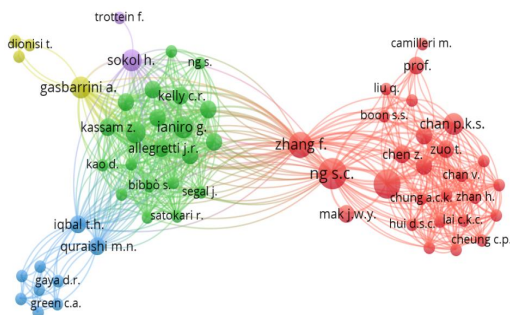 trottein f.
dionisi t.
sokol h.
ng s.
camilleri m.
prof.
gasbarrini a.
kelly c.r.
liu q.
kassam z.
ianiro g.
boon s.s.
chan p.k.s.
allegretti j.r.
zhang f.
chen z.
zuo t.
kao d.
ng s.c.
chan v.
bibbò s.
segal j.
chung a.c.k.
zhan h.
satokari r.
mak j.w.y.
iqbal t.h.
hui d.s.c.
lai c.k.c.
quraishi m.n.
cheung c.p.
gaya d.r.
green c.a.